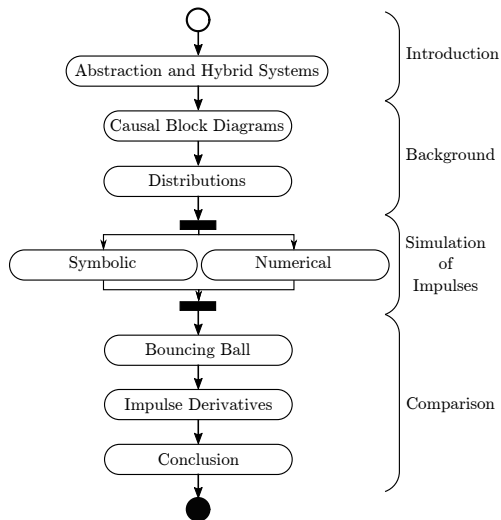 Abstraction and Hybrid Systems
Introduction
Causal Block Diagrams
Distributions
Background
Symbolic
Numerical
Simulation
of
Impulses
Bouncing Ball
Impulse Derivatives
Conclusion
Comparison